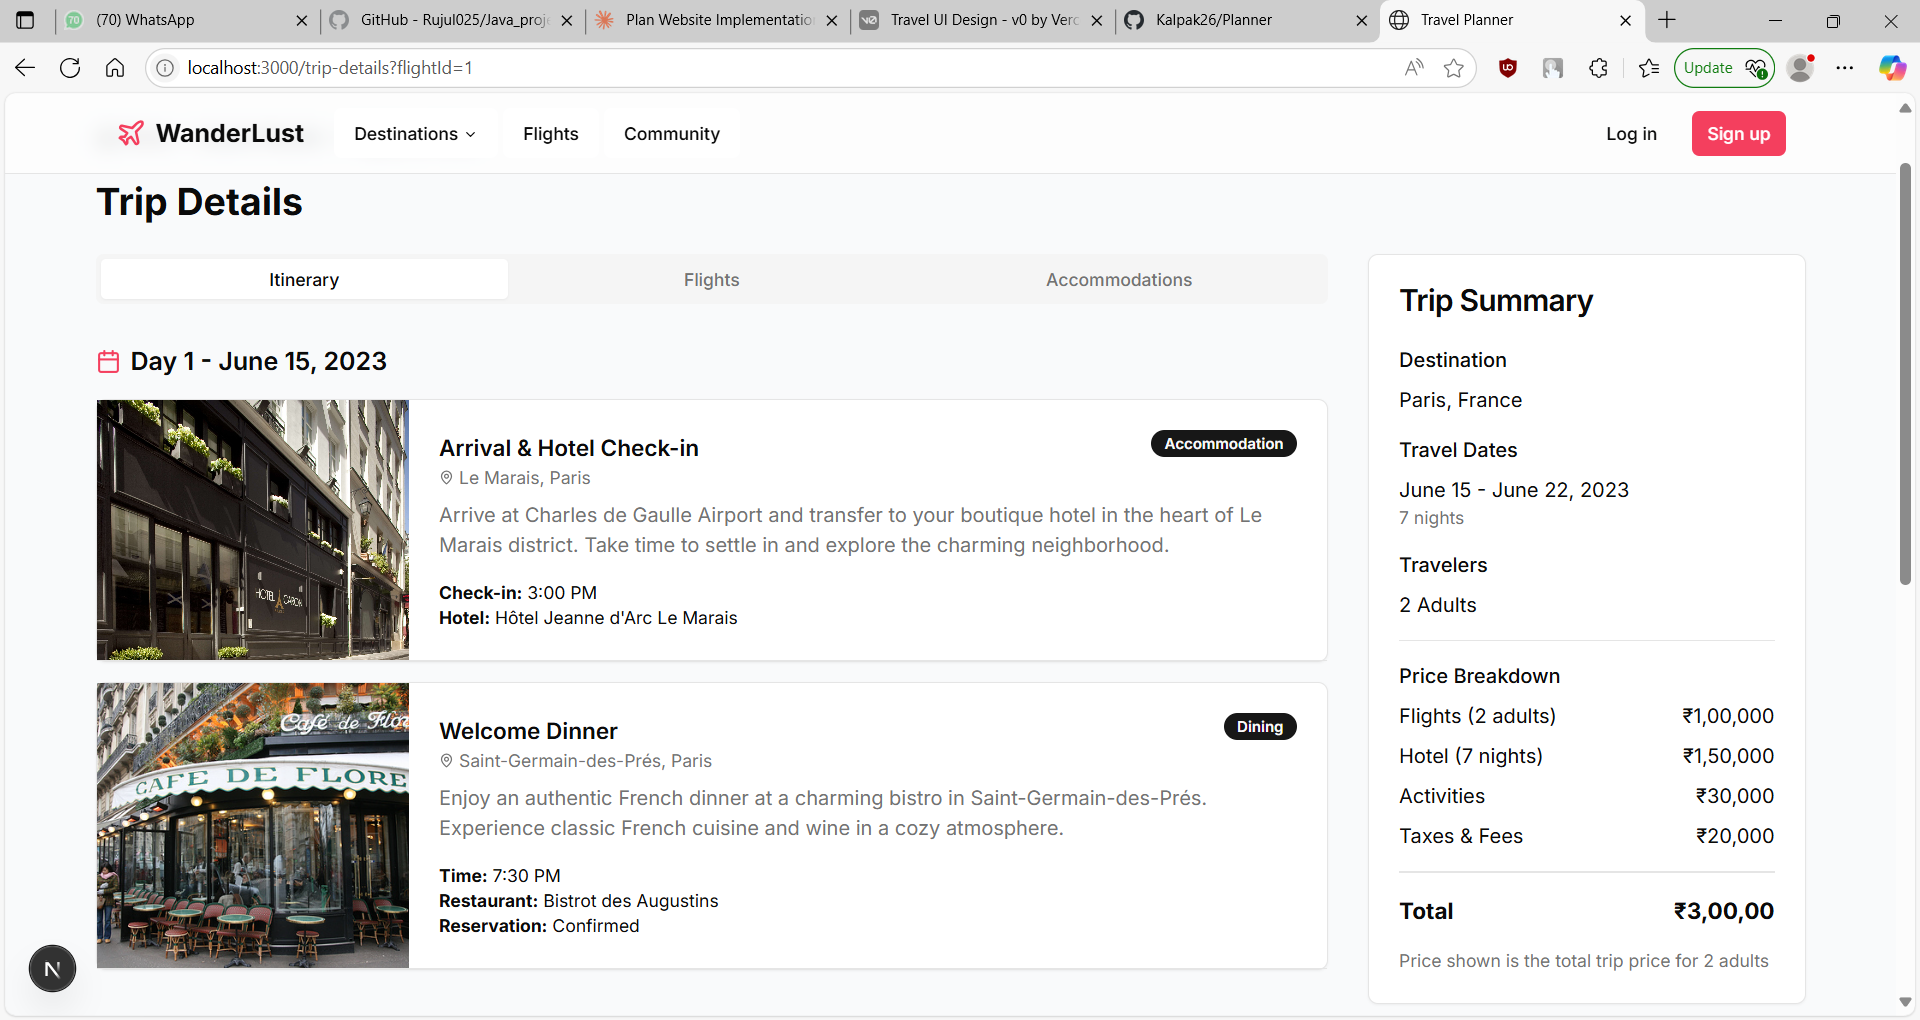 (70) WhatsApp
GitHub - Rujul025/Java_proje
Plan Website Implementatio
Travel UI Design - v0 by Verc
Kalpak26/Planner
Travel Planner
localhost:3000/trip-details?flightId=1
Update
WanderLust
Destinations
Flights
Community
Log in
Sign up
Trip Details
Itinerary
Flights
Accommodations
Day 1 - June 15, 2023
Arrival & Hotel Check-in
Accommodation
Le Marais, Paris
Arrive at Charles de Gaulle Airport and transfer to your boutique hotel in the heart of Le
Marais district. Take time to settle in and explore the charming neighborhood.
Check-in: 3:00 PM
Hotel: Hôtel Jeanne d'Arc Le Marais
Welcome Dinner
Dining
Saint-Germain-des-Prés, Paris
Enjoy an authentic French dinner at a charming bistro in Saint-Germain-des-Prés.
Experience classic French cuisine and wine in a cozy atmosphere.
Time: 7:30 PM
Restaurant: Bistrot des Augustins
Reservation: Confirmed
Café de Flor
CAFE DE FLORE
HOTEL
N
Trip Summary
Destination
Paris, France
Travel Dates
June 15 - June 22, 2023
7 nights
Travelers
2 Adults
Price Breakdown
Flights (2 adults) ₹1,00,000
Hotel (7 nights) ₹1,50,000
Activities ₹30,000
Taxes & Fees ₹20,000
Total ₹3,00,00
Price shown is the total trip price for 2 adults